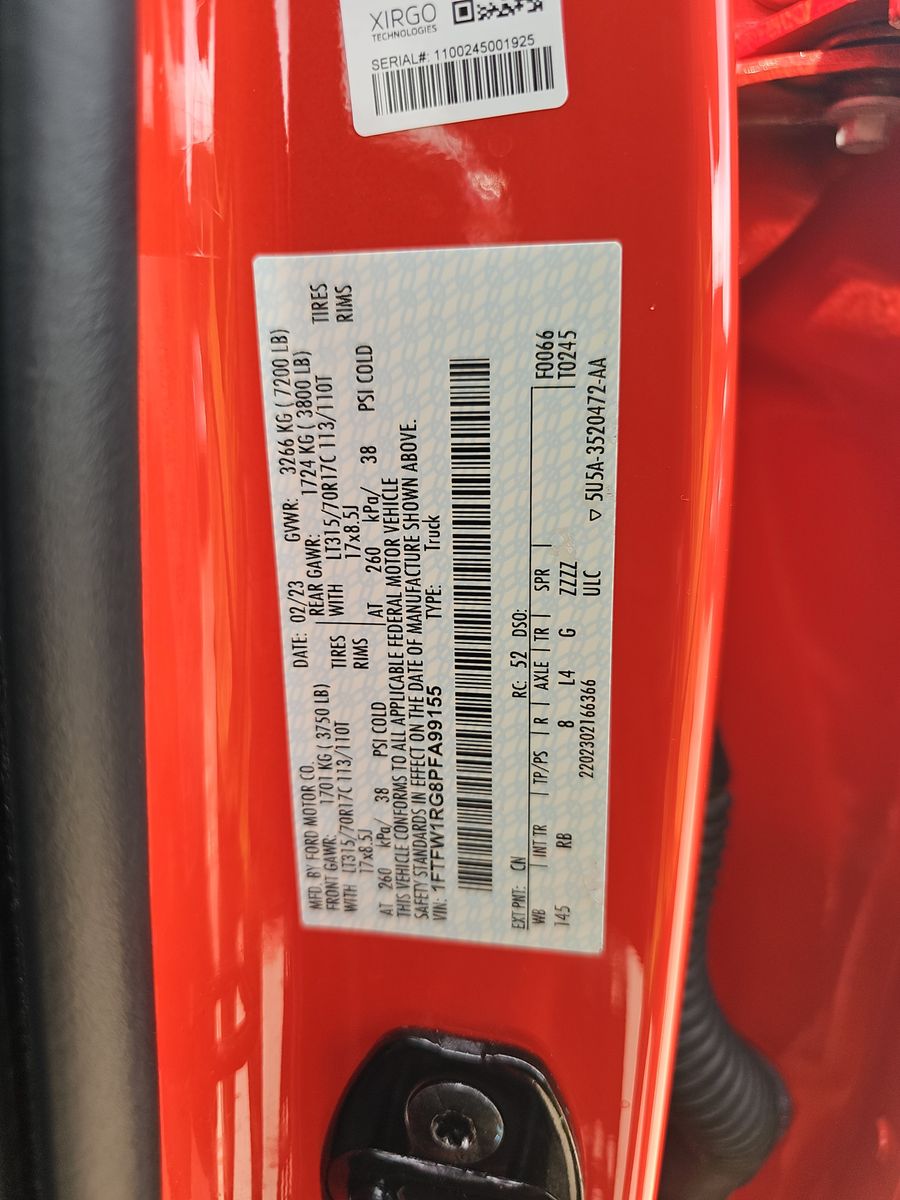 XIRGO
TECHNOLOGIES
SERIAL#: 1100245001925
MFD. BY FORD MOTOR CO. DATE: 02/23 GVWR: 3266 KG ( 7200 LB)
FRONT GAWR: 1701 KG ( 3750 LB) REAR GAWR: 1724 KG ( 3800 LB)
WITH LT315/70R17C 113/110T TIRES WITH LT315/70R17C 113/110T TIRES
17x8.5J RIMS 17x8.5J RIMS
AT 260 kPa/ 38 PSI COLD AT 260 kPa/ 38 PSI COLD
THIS VEHICLE CONFORMS TO ALL APPLICABLE FEDERAL MOTOR VEHICLE
SAFETY STANDARDS IN EFFECT ON THE DATE OF MANUFACTURE SHOWN ABOVE.
VIN: 1FTFW1RG8PFA99155 TYPE: Truck
EXT PNT: CN RC: 52 DSO: F0066
WB INT TR TP/PS R AXLE TR SPR T0245
145 RB 8 L4 G ZZZZ
2202302166366 ULC ▽ 5U5A-3520472-AA